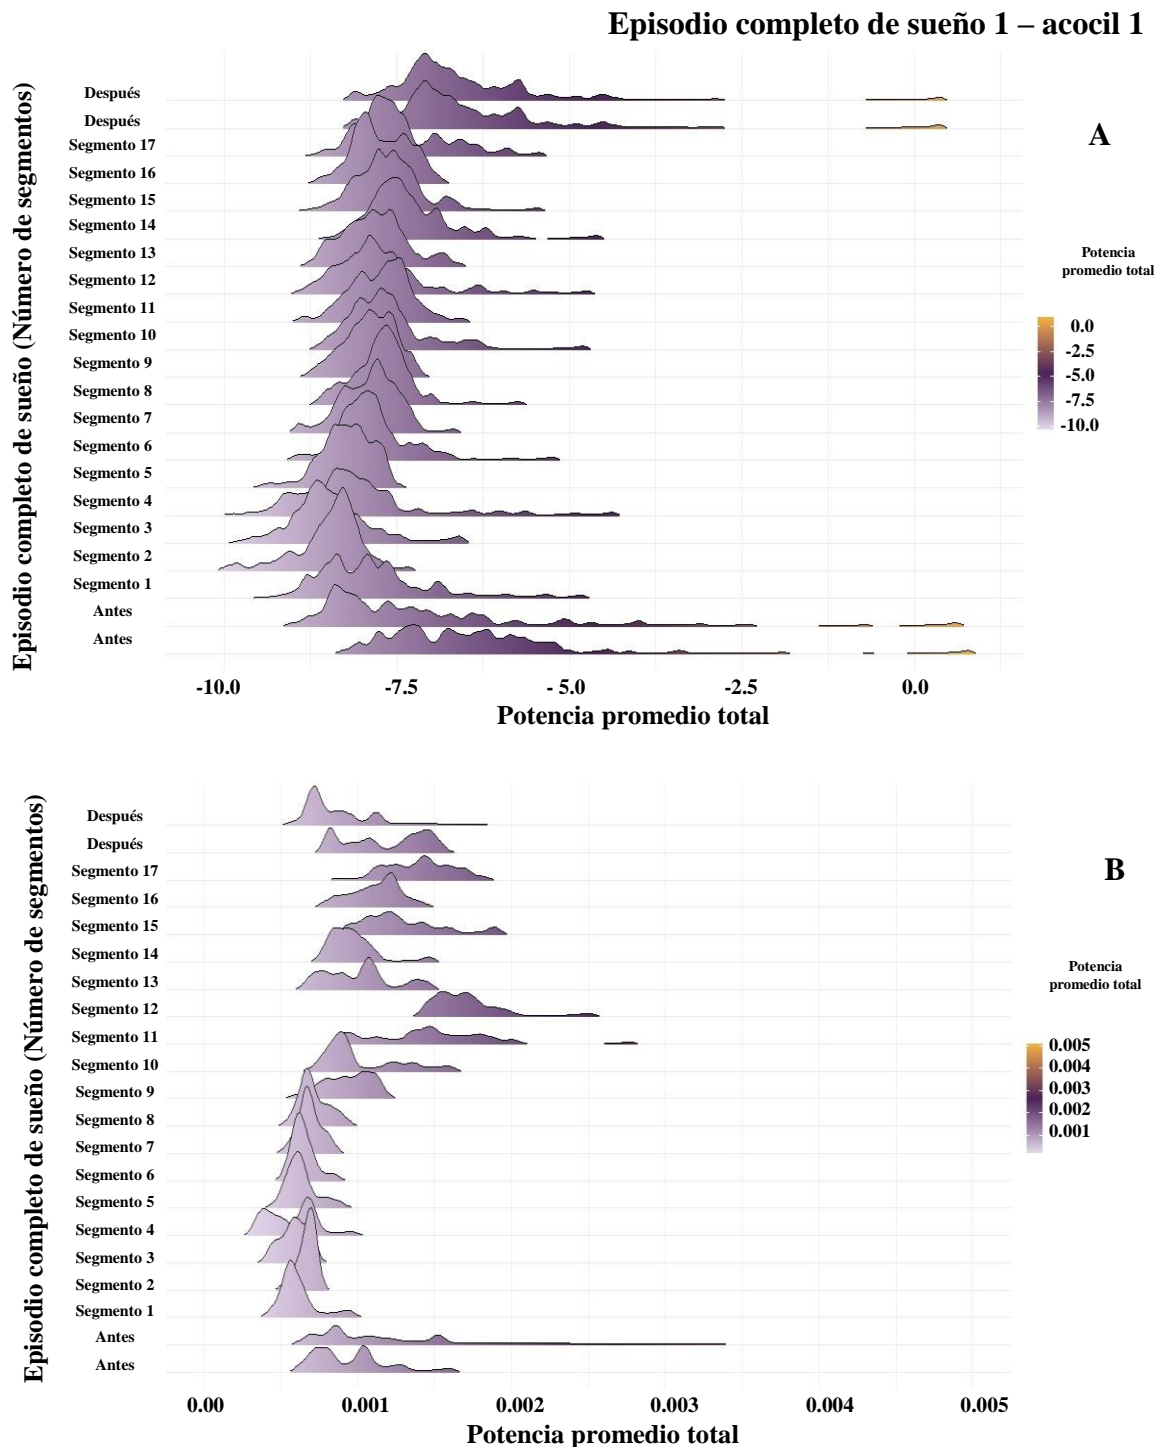 Episodio completo de sueño 1 – acocil 1
Episodio completo de sueño (Número de segmentos)
Después
Después
Segmento 17
Segmento 16
Segmento 15
Segmento 14
Segmento 13
Segmento 12
Segmento 11
Segmento 10
Segmento 9
Segmento 8
Segmento 7
Segmento 6
Segmento 5
Segmento 4
Segmento 3
Segmento 2
Segmento 1
Antes
Antes
-10.0 -7.5 - 5.0 -2.5 0.0
Potencia promedio total
A
Potencia
promedio total
0.0
-2.5
-5.0
-7.5
-10.0
Episodio completo de sueño (Número de segmentos)
Después
Después
Segmento 17
Segmento 16
Segmento 15
Segmento 14
Segmento 13
Segmento 12
Segmento 11
Segmento 10
Segmento 9
Segmento 8
Segmento 7
Segmento 6
Segmento 5
Segmento 4
Segmento 3
Segmento 2
Segmento 1
Antes
Antes
0.00 0.001 0.002 0.003 0.004 0.005
Potencia promedio total
B
Potencia
promedio total
0.005
0.004
0.003
0.002
0.001